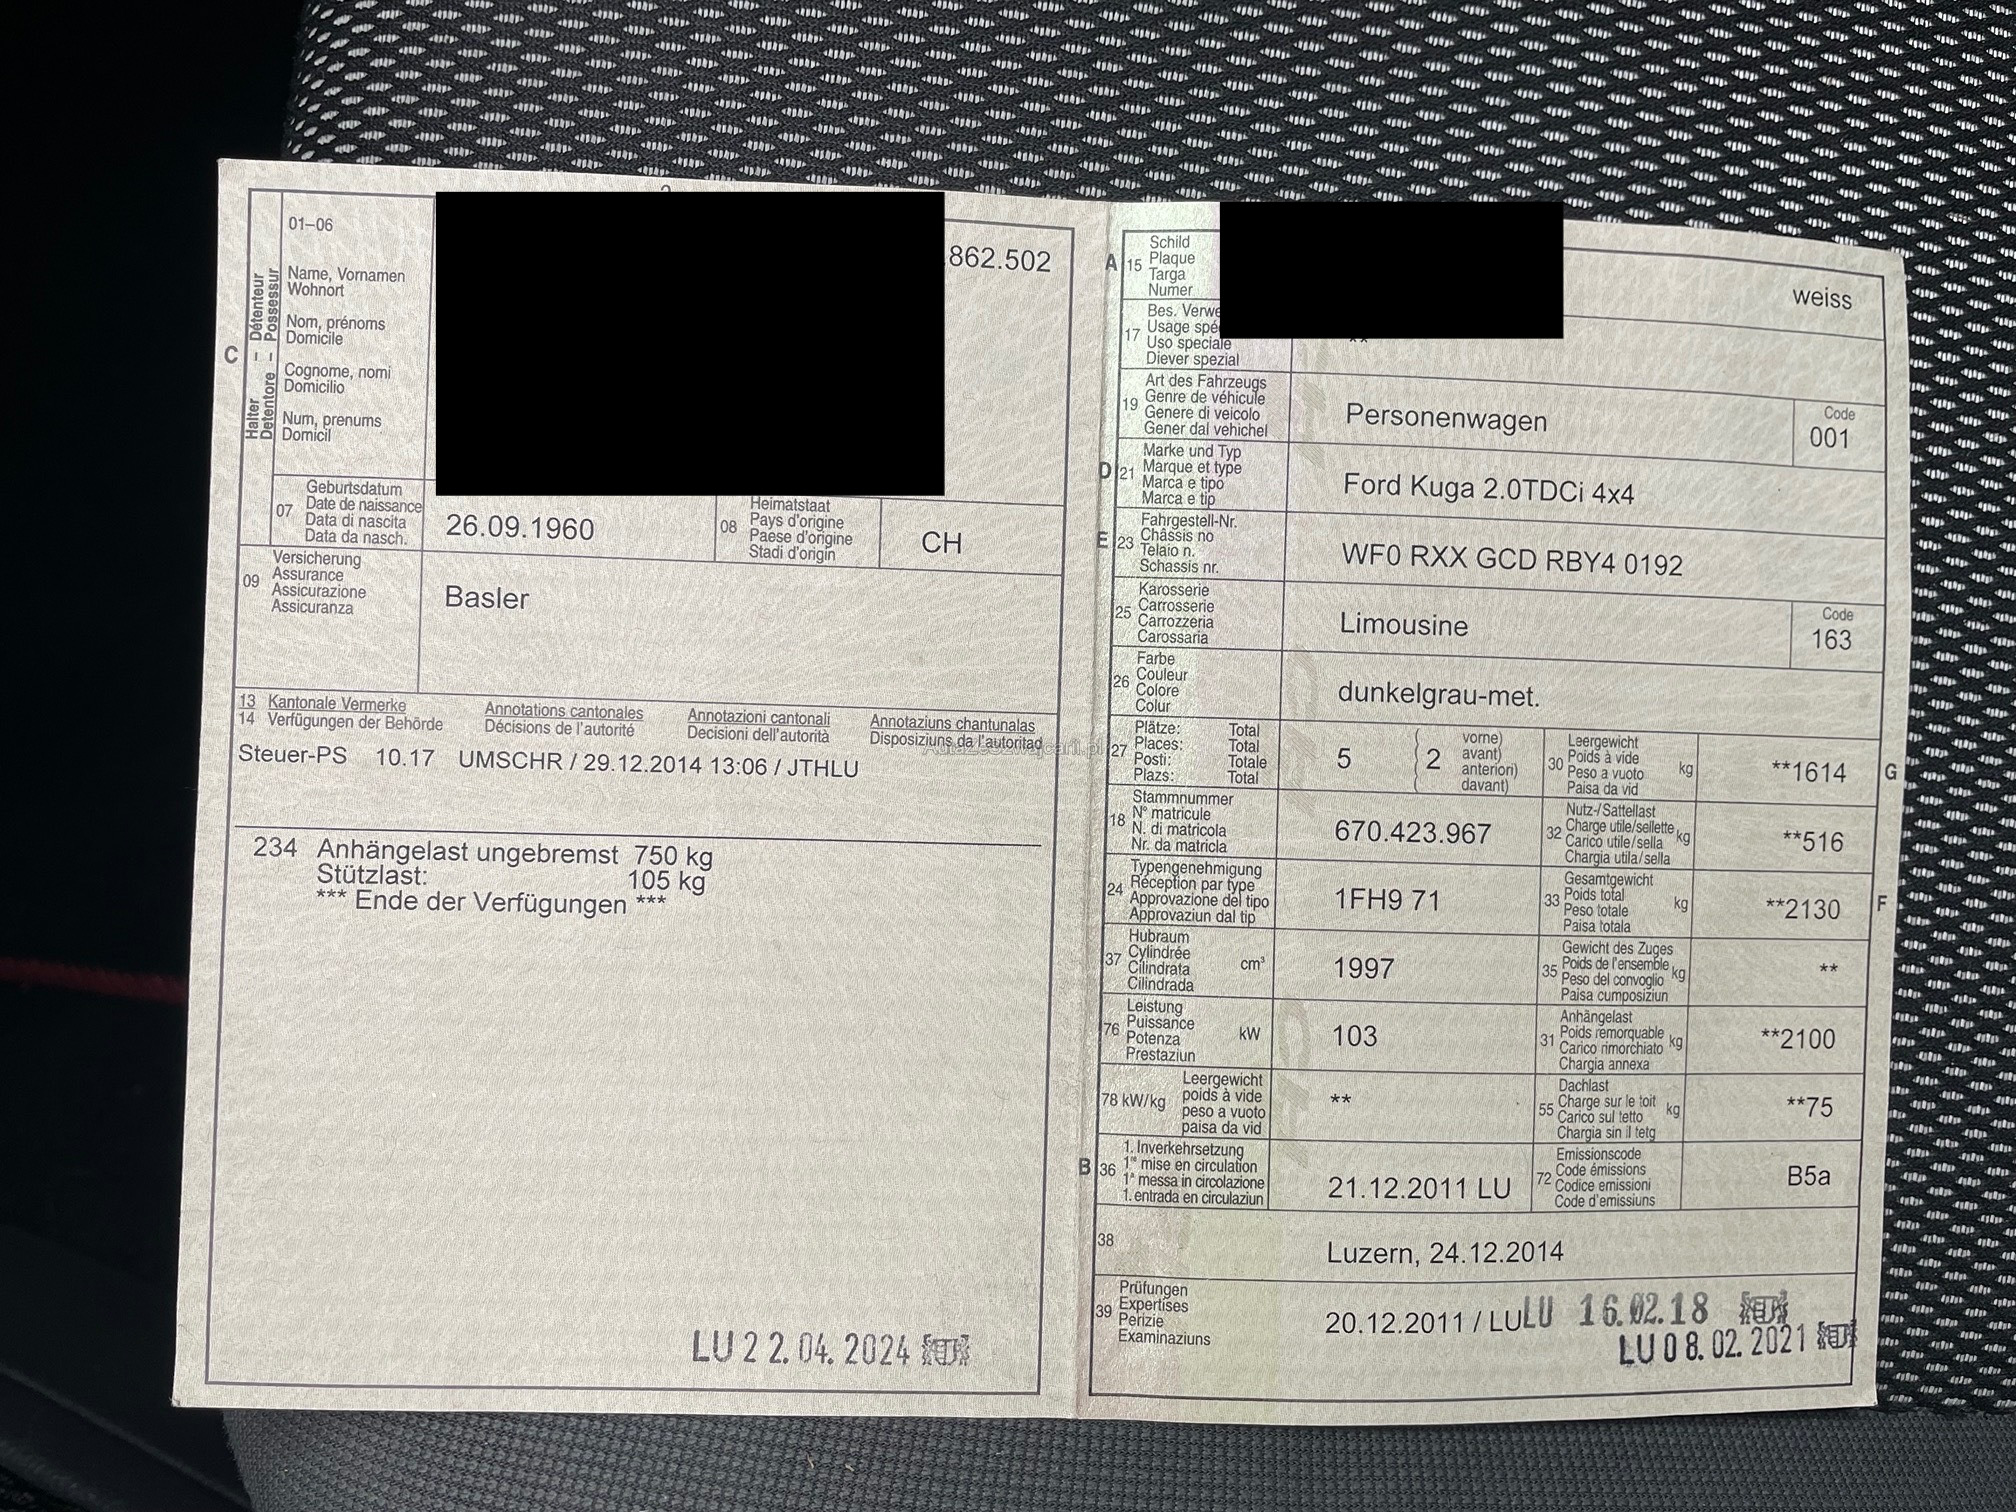 01–06
862.502
C
Halter – Détenteur
Detentore – Possessur
Name, Vornamen
Wohnort
Nom, prénoms
Domicile
Cognome, nomi
Domicilio
Num, prenums
Domicil
07
Geburtsdatum
Date de naissance
Data di nascita
Data da nasch.
26.09.1960
08
Heimatstaat
Pays d'origine
Paese d'origine
Stadi d'origin
CH
09
Versicherung
Assurance
Assicurazione
Assicuranza
Basler
13 Kantonale Vermerke Annotations cantonales Annotazioni cantonali Annotaziuns chantunalas
14 Verfügungen der Behörde Décisions de l'autorité Decisioni dell'autorità Disposiziuns da l'autoritad
Steuer-PS 10.17 UMSCHR / 29.12.2014 13:06 / JTHLU
234 Anhängelast ungebremst 750 kg
Stützlast: 105 kg
*** Ende der Verfügungen ***
LU 22.04.2024
A 15
Schild
Plaque
Targa
Numer
weiss
17
Bes. Verwe
Usage spé
Uso speciale
Diever spezial
**
19
Art des Fahrzeugs
Genre de véhicule
Genere di veicolo
Gener dal vehichel
Personenwagen
Code
001
D 21
Marke und Typ
Marque et type
Marca e tipo
Marca e tip
Ford Kuga 2.0TDCi 4x4
E 23
Fahrgestell-Nr.
Châssis no
Telaio n.
Schassis nr.
WF0 RXX GCD RBY4 0192
25
Karosserie
Carrosserie
Carrozzeria
Carossaria
Limousine
Code
163
26
Farbe
Couleur
Colore
Colur
dunkelgrau-met.
27
Plätze: Total
Places: Total
Posti: Totale
Plazs: Total
5
2
vorne)
avant)
anteriori)
davant)
30
Leergewicht
Poids à vide
Peso a vuoto
Paisa da vid
kg
**1614
G
18
Stammnummer
N° matricule
N. di matricola
Nr. da matricla
670.423.967
32
Nutz-/Sattellast
Charge utile/sellette
Carico utile/sella
Chargia utila/sella
kg
**516
24
Typengenehmigung
Réception par type
Approvazione del tipo
Approvaziun dal tip
1FH9 71
33
Gesamtgewicht
Poids total
Peso totale
Paisa totala
kg
**2130
F
37
Hubraum
Cylindrée
Cilindrata
Cilindrada
cm³
1997
35
Gewicht des Zuges
Poids de l'ensemble
Peso del convoglio
Paisa cumposiziun
kg
**
76
Leistung
Puissance
Potenza
Prestaziun
kW
103
31
Anhängelast
Poids remorquable
Carico rimorchiato
Chargia annexa
kg
**2100
78 kW/kg
Leergewicht
poids à vide
peso a vuoto
paisa da vid
**
55
Dachlast
Charge sur le toit
Carico sul tetto
Chargia sin il tetg
kg
**75
B 36
1. Inverkehrsetzung
1re mise en circulation
1a messa in circolazione
1. entrada en circulaziun
21.12.2011 LU
72
Emissionscode
Code émissions
Codice emissioni
Code d'emissiuns
B5a
38
Luzern, 24.12.2014
39
Prüfungen
Expertises
Perizie
Examinaziuns
20.12.2011 / LU
LU 16.02.18
LU 08.02.2021